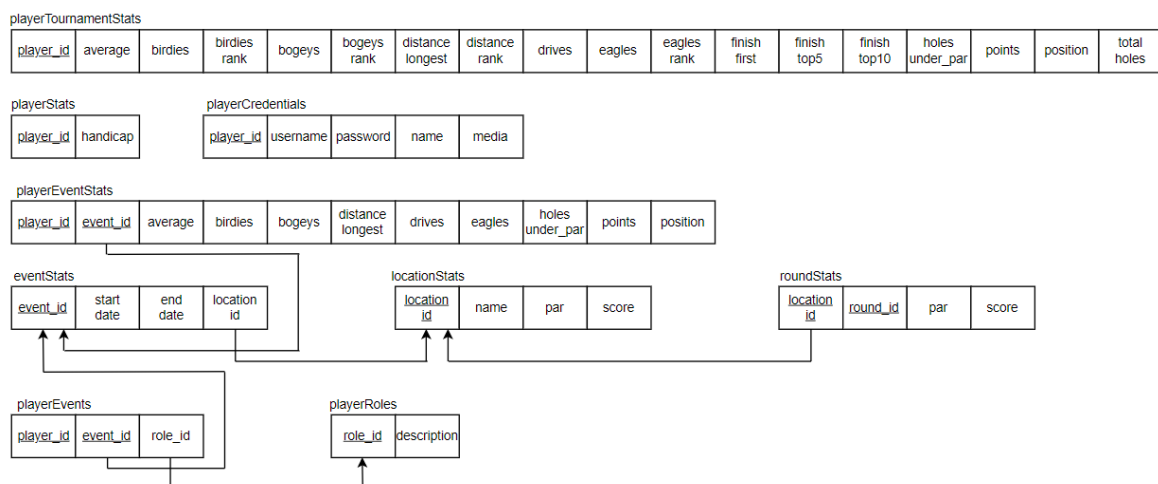 playerTournamentStats
player_id average birdies birdies rank bogeys bogeys rank distance longest distance rank drives eagles eagles rank finish first finish top5 finish top10 holes under_par points position total holes
playerStats
player_id handicap
playerCredentials
player_id username password name media
playerEventStats
player_id event_id average birdies bogeys distance longest drives eagles holes under_par points position
eventStats
event_id start date end date location id
locationStats
location id name par score
roundStats
location id round_id par score
playerEvents
player_id event_id role_id
playerRoles
role_id description